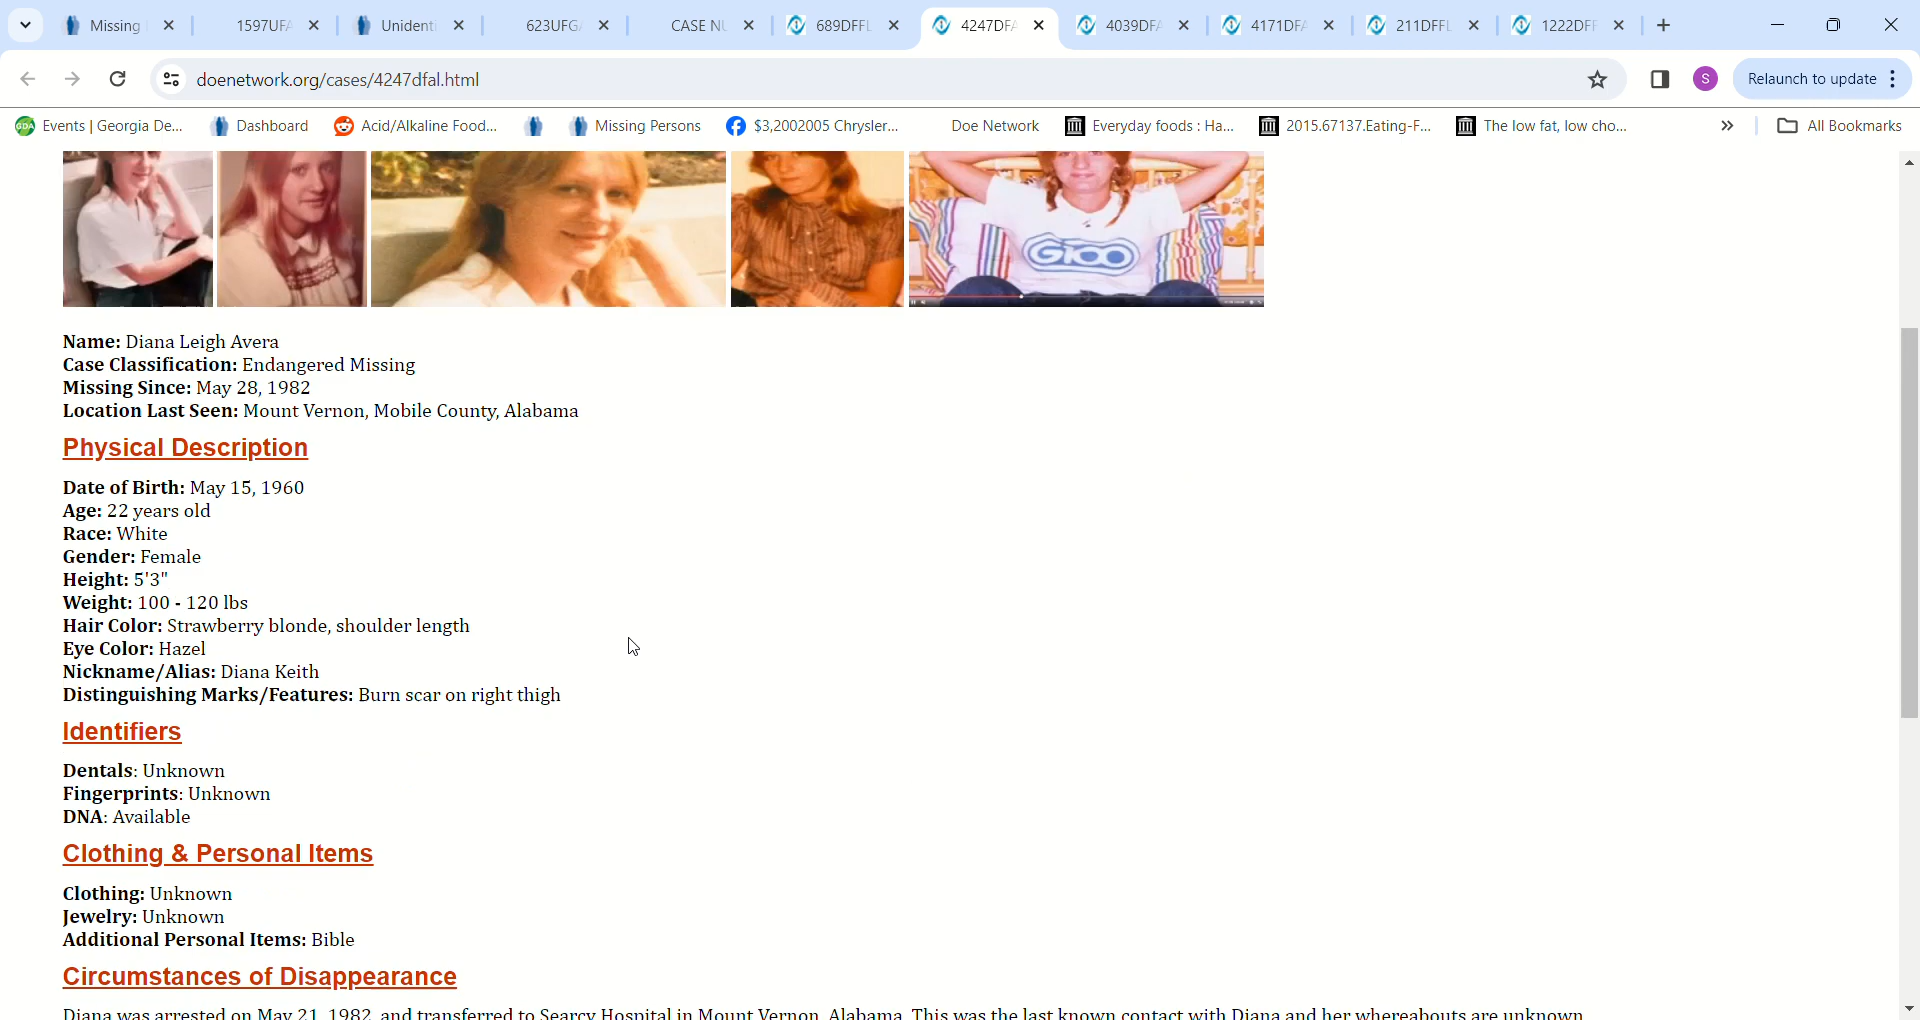 Missing
1597UFA
Unidenti
623UFG
CASE NU
689DFFL
4247DFA
4039DFA
4171DFA
211DFFL
1222DFF
doenetwork.org/cases/4247dfal.html
S
Relaunch to update
GDA Events | Georgia De...
Dashboard
Acid/Alkaline Food...
Missing Persons
$3,2002005 Chrysler...
Doe Network
Everyday foods : Ha...
2015.67137.Eating-F...
The low fat, low cho...
All Bookmarks
G100
Name: Diana Leigh Avera
Case Classification: Endangered Missing
Missing Since: May 28, 1982
Location Last Seen: Mount Vernon, Mobile County, Alabama
Physical Description
Date of Birth: May 15, 1960
Age: 22 years old
Race: White
Gender: Female
Height: 5'3"
Weight: 100 - 120 lbs
Hair Color: Strawberry blonde, shoulder length
Eye Color: Hazel
Nickname/Alias: Diana Keith
Distinguishing Marks/Features: Burn scar on right thigh
Identifiers
Dentals: Unknown
Fingerprints: Unknown
DNA: Available
Clothing & Personal Items
Clothing: Unknown
Jewelry: Unknown
Additional Personal Items: Bible
Circumstances of Disappearance
Diana was arrested on May 21, 1982, and transferred to Searcy Hospital in Mount Vernon, Alabama. This was the last known contact with Diana and her whereabouts are unknown